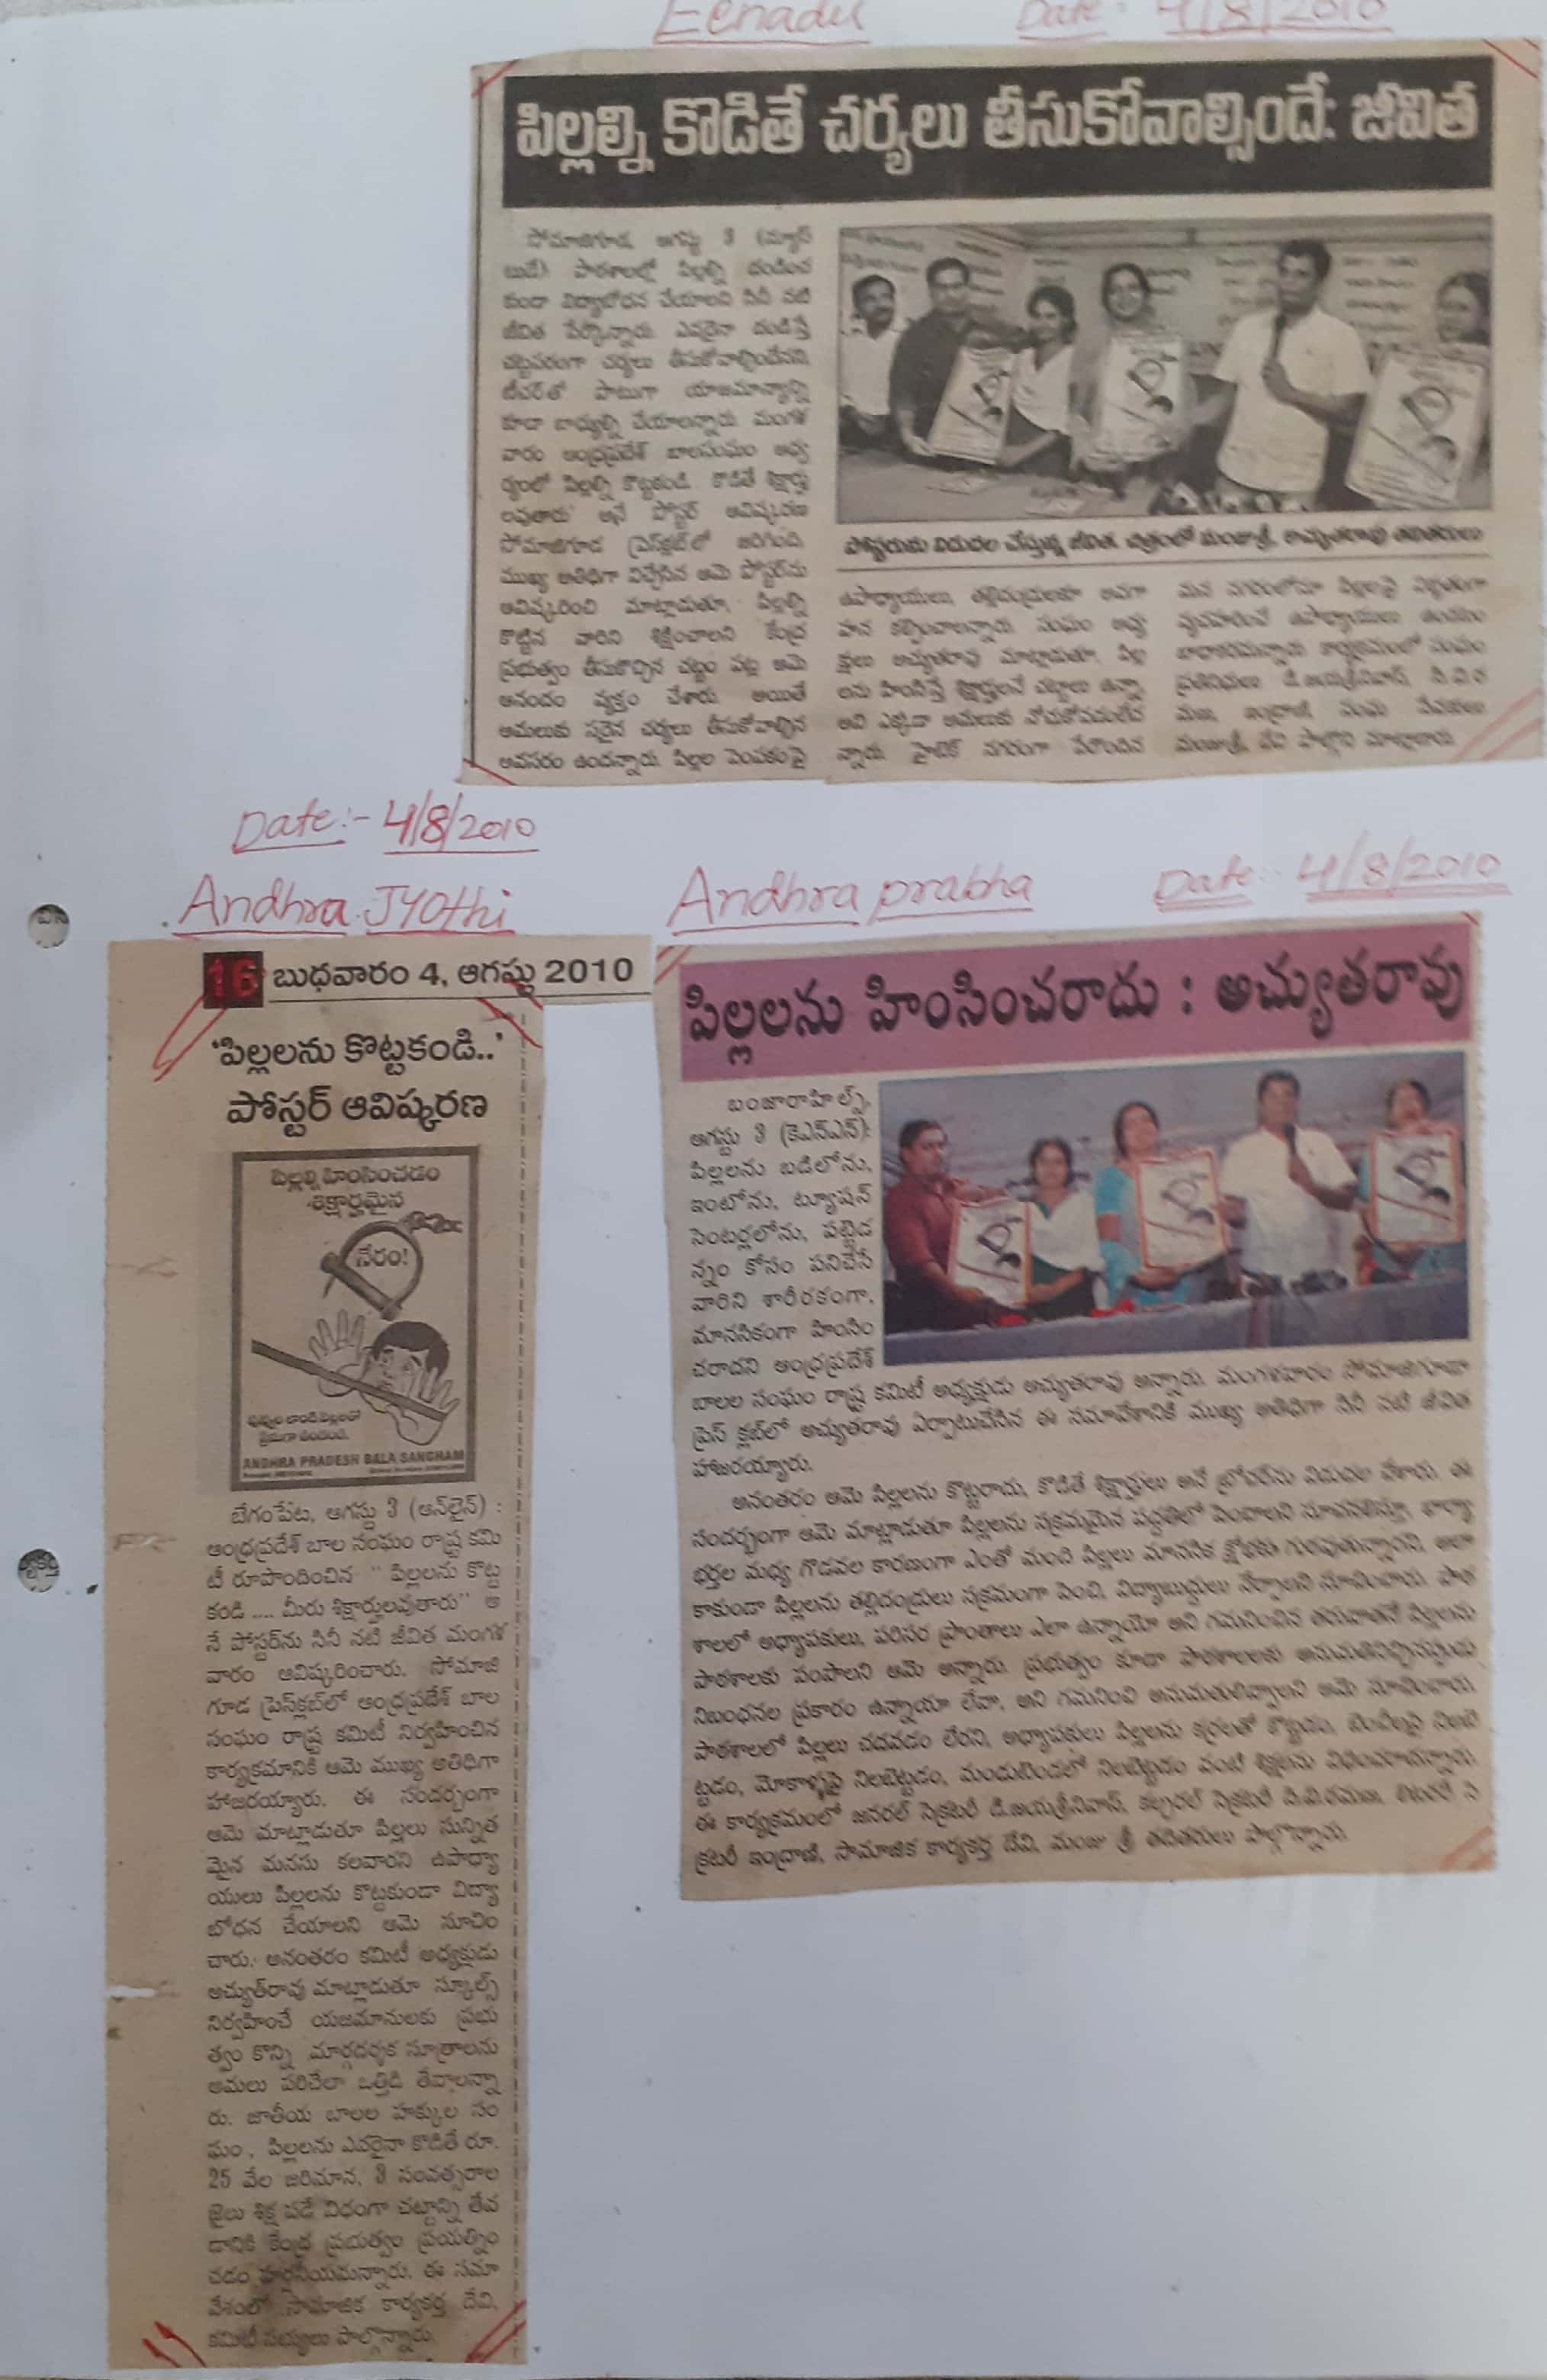 Eenadu Date: 4/8/2010
పిల్లల్ని కొడితే చర్యలు తీసుకోవాల్సిందే: జీవిత
సోమాజిగూడ, ఆగస్టు 3 (న్యూస్
టుడే): పాఠశాలల్లో పిల్లల్ని దండించ
కుండా విద్యాబోధన చేయాలని సినీ నటి
జీవిత పేర్కొన్నారు. ఎవరైనా దండిస్తే
చట్టపరంగా చర్యలు తీసుకోవాల్సిందేనని,
టీచర్‌తో పాటుగా యాజమాన్యాన్ని
కూడా బాధ్యుల్ని చేయాలన్నారు. మంగళ
వారం ఆంధ్రప్రదేశ్ బాలసంఘం ఆధ్వ
ర్యంలో పిల్లల్ని కొట్టకండి. కొడితే శిక్షార్హు
లవుతారు' అనే పోస్టర్ ఆవిష్కరణ
సోమాజిగూడ ప్రెస్‌క్లబ్‌లో జరిగింది.
ముఖ్య అతిథిగా విచ్చేసిన ఆమె పోస్టర్‌ను
ఆవిష్కరించి మాట్లాడుతూ, పిల్లల్ని
కొట్టిన వారిని శిక్షించాలని కేంద్ర
ప్రభుత్వం తీసుకొచ్చిన చట్టం పట్ల ఆమె
ఆనందం వ్యక్తం చేశారు. అయితే
అమలుకు సరైన చర్యలు తీసుకోవాల్సిన
అవసరం ఉందన్నారు. పిల్లల పెంపకంపై
పోస్టరును విడుదల చేస్తున్న జీవిత. చిత్రంలో మంజుశ్రీ, అచ్యుతరావు తదితరులు
ఉపాధ్యాయులు, తల్లిదండ్రులకూ అవగా
హన కల్పించాలన్నారు. సంఘం అధ్య
క్షులు అచ్యుతరావు మాట్లాడుతూ, పిల్ల
లను హింసిస్తే శిక్షార్హులనే చట్టాలు ఉన్నా
అవి ఎక్కడా అమలుకు నోచుకోవడంలేద
న్నారు. హైటెక్ నగరంగా పేరొందిన
మన నగరంలోనూ పిల్లలపై
వ్యవహరించే ఉపాధ్యాయులు ఉండటం
బాధాకరమన్నారు. కార్యక్రమంలో సంఘం
ప్రతినిధులు డి.జయశ్రీనివాస్, పి.వి.ర
మణ, ఇంద్రాణి, సంఘ సేవకులు
మంజుశ్రీ, దేవి పాల్గొని మాట్లాడారు.
Date:- 4/8/2010
Andhra JYOthi
16 బుధవారం 4, ఆగస్టు 2010
'పిల్లలను కొట్టకండి..'
పోస్టర్ ఆవిష్కరణ
పిల్లల్ని హింసించడం
శిక్షార్హమైన
నేరం!
పువ్వుల లాంటి పిల్లలతో
ప్రేమగా ఉండండి.
ANDHRA PRADESH BALA SANGHAM
బేగంపేట, ఆగస్టు 3 (ఆన్‌లైన్) :
ఆంధ్రప్రదేశ్ బాల సంఘం రాష్ట్ర కమి
టీ రూపొందించిన '' పిల్లలను కొట్ట
కండి .... మీరు శిక్షార్హులవుతారు'' అ
నే పోస్టర్‌ను సినీ నటి జీవిత మంగళ
వారం ఆవిష్కరించారు. సోమాజి
గూడ ప్రెస్‌క్లబ్‌లో ఆంధ్రప్రదేశ్ బాల
సంఘం రాష్ట్ర కమిటీ నిర్వహించిన
కార్యక్రమానికి ఆమె ముఖ్య అతిథిగా
హాజరయ్యారు. ఈ సందర్భంగా
ఆమె మాట్లాడుతూ పిల్లలు సున్నిత
మైన మనసు కలవారని ఉపాధ్యా
యులు పిల్లలను కొట్టకుండా విద్యా
బోధన చేయాలని ఆమె సూచిం
చారు. అనంతరం కమిటీ అధ్యక్షుడు
అచ్యుత్‌రావు మాట్లాడుతూ స్కూల్స్
నిర్వహించే యజమానులకు ప్రభు
త్వం కొన్ని మార్గదర్శక సూత్రాలను
అమలు పరిచేలా ఒత్తిడి తేవాలన్నా
రు. జాతీయ బాలల హక్కుల సం
ఘం , పిల్లలను ఎవరైనా కొడితే రూ.
25 వేల జరిమాన, 3 సంవత్సరాల
జైలు శిక్ష పడే విధంగా చట్టాన్ని తేవ
డానికి కేంద్ర ప్రభుత్వం ప్రయత్నిం
చడం హర్షనీయమన్నారు. ఈ సమా
వేశంలో సామాజిక కార్యకర్త దేవి,
కమిటీ సభ్యులు పాల్గొన్నారు.
Andhra prabha Date:- 4/8/2010
పిల్లలను హింసించరాదు : అచ్యుతరావు
బంజారాహిల్స్,
ఆగస్టు 3 (కెఎన్ఎన్):
పిల్లలను బడిలోను,
ఇంటోను, ట్యూషన్
సెంటర్లలోను, పట్టెడ
న్నం కోసం పనిచేసే
వారిని శారీరకంగా,
మానసికంగా హింసిం
చరాదని ఆంధ్రప్రదేశ్
బాలల సంఘం రాష్ట్ర కమిటీ అధ్యక్షుడు అచ్యుతరావు అన్నారు. మంగళవారం సోమాజిగూడా
ప్రెస్ క్లబ్‌లో అచ్యుతరావు ఏర్పాటుచేసిన ఈ సమావేశానికి ముఖ్య అతిథిగా సినీ నటి జీవిత
హాజరయ్యారు.
అనంతరం ఆమె పిల్లలను కొట్టరాదు, కొడితే శిక్షార్హులు అనే బ్రోచర్‌ను విడుదల చేశారు. ఈ
సందర్భంగా ఆమె మాట్లాడుతూ పిల్లలను సక్రమమైన పద్ధతిలో పెంచాలని సూచనలిస్తూ, భార్యా
భర్తల మధ్య గొడవల కారణంగా ఎంతో మంది పిల్లలు మానసిక క్షోభకు గురవుతున్నారని, అలా
కాకుండా పిల్లలను తల్లిదండ్రులు సక్రమంగా పెంచి, విద్యాబుద్ధులు నేర్పాలని సూచించారు. పాఠ
శాలలో అధ్యాపకులు, పరిసర ప్రాంతాలు ఎలా ఉన్నాయో అని గమనించిన తరువాతనే పిల్లలను
పాఠశాలకు పంపాలని ఆమె అన్నారు. ప్రభుత్వం కూడా పాఠశాలలకు అనుమతినిచ్చినప్పుడు
నిబంధనల ప్రకారం ఉన్నాయా లేవా, అని గమనించి అనుమతులివ్వాలని ఆమె సూచించారు.
పాఠశాలలో పిల్లలు చదవడం లేదని, అధ్యాపకులు పిల్లలను కర్రలతో కొట్టడం, బెంచీలపై నిలబె
ట్టడం, మోకాళ్ళపై నిలబెట్టడం, మండుటెండలో నిలబెట్టడం వంటి శిక్షలను విధించరాదన్నారు.
ఈ కార్యక్రమంలో జనరల్ సెక్రటరీ డి.జయశ్రీనివాస్, కల్చరల్ సెక్రటరీ పి.వి.రమణ, లిటరరీ సె
క్రటరీ ఇంద్రాణి, సామాజిక కార్యకర్త దేవి, మంజు శ్రీ తదితరులు పాల్గొన్నారు.